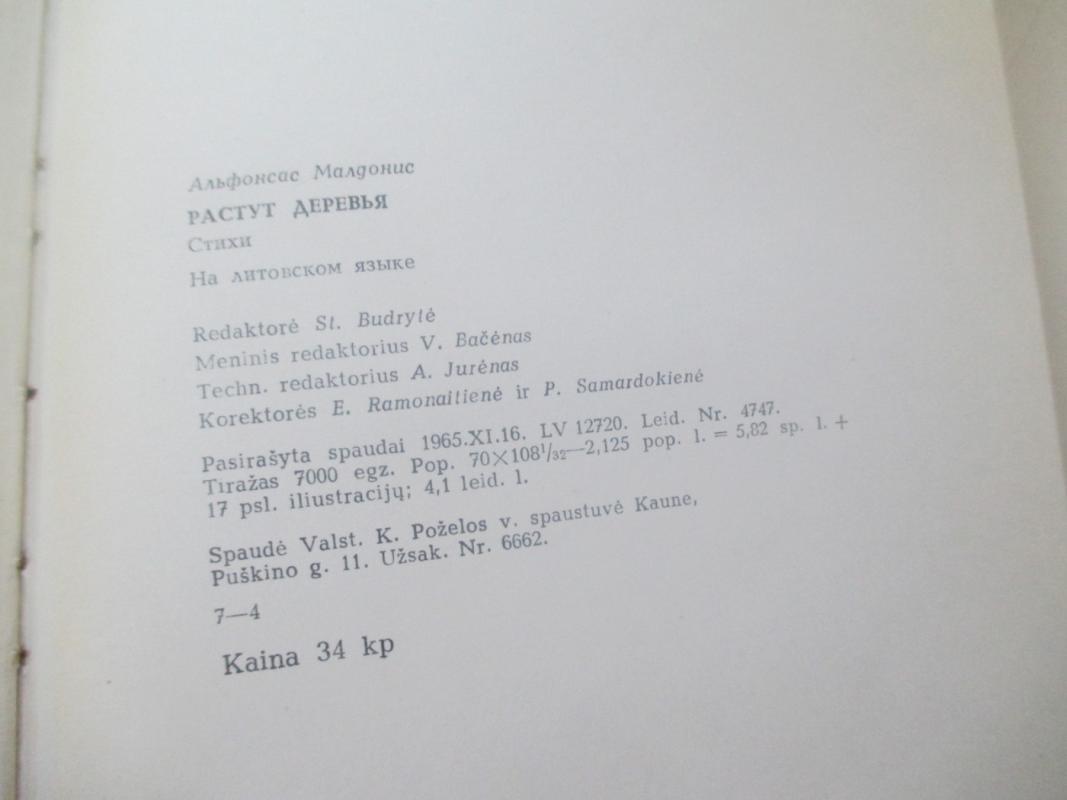 Альфонсас Малдонис
РАСТУТ ДЕРЕВЬЯ
Стихи
На литовском языке
Redaktorė St. Budrytė
Meninis redaktorius V. Bačėnas
Techn. redaktorius A. Jurėnas
Korektorės E. Ramonaitienė ir P. Samardokienė
Pasirašyta spaudai 1965.XI.16. LV 12720. Leid. Nr. 4747.
Tiražas 7000 egz. Pop. 70×108¹/₃₂—2,125 pop. l. = 5,82 sp. l. +
17 psl. iliustracijų; 4,1 leid. l.
Spaudė Valst. K. Poželos v. spaustuvė Kaune,
Puškino g. 11. Užsak. Nr. 6662.
7—4
Kaina 34 kp